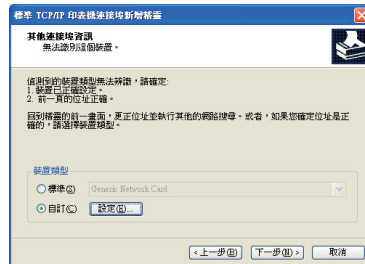 標準 TCP/IP 印表機連接埠新增精靈
其他連接埠資訊
無法識別這個裝置。
偵測到的裝置類型無法辨識，請確定:
1. 裝置已正確設定。
2. 前一頁的位址正確。
回到精靈的前一畫面，更正位址並執行其他的網路搜尋。或者，如果您確定位址是正
確的，請選擇裝置類型。
裝置類型
標準(S) Generic Network Card
自訂(C) 設定(E)...
<上一步(B) 下一步(N)> 取消